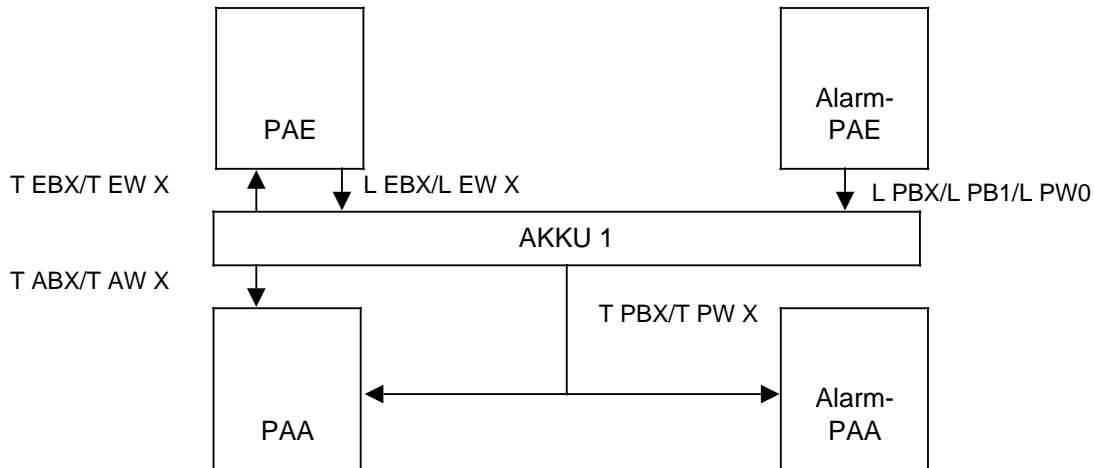 PAE
Alarm-
PAE
T EBX/T EW X
L EBX/L EW X
L PBX/L PB1/L PW0
AKKU 1
T ABX/T AW X
T PBX/T PW X
PAA
Alarm-
PAA